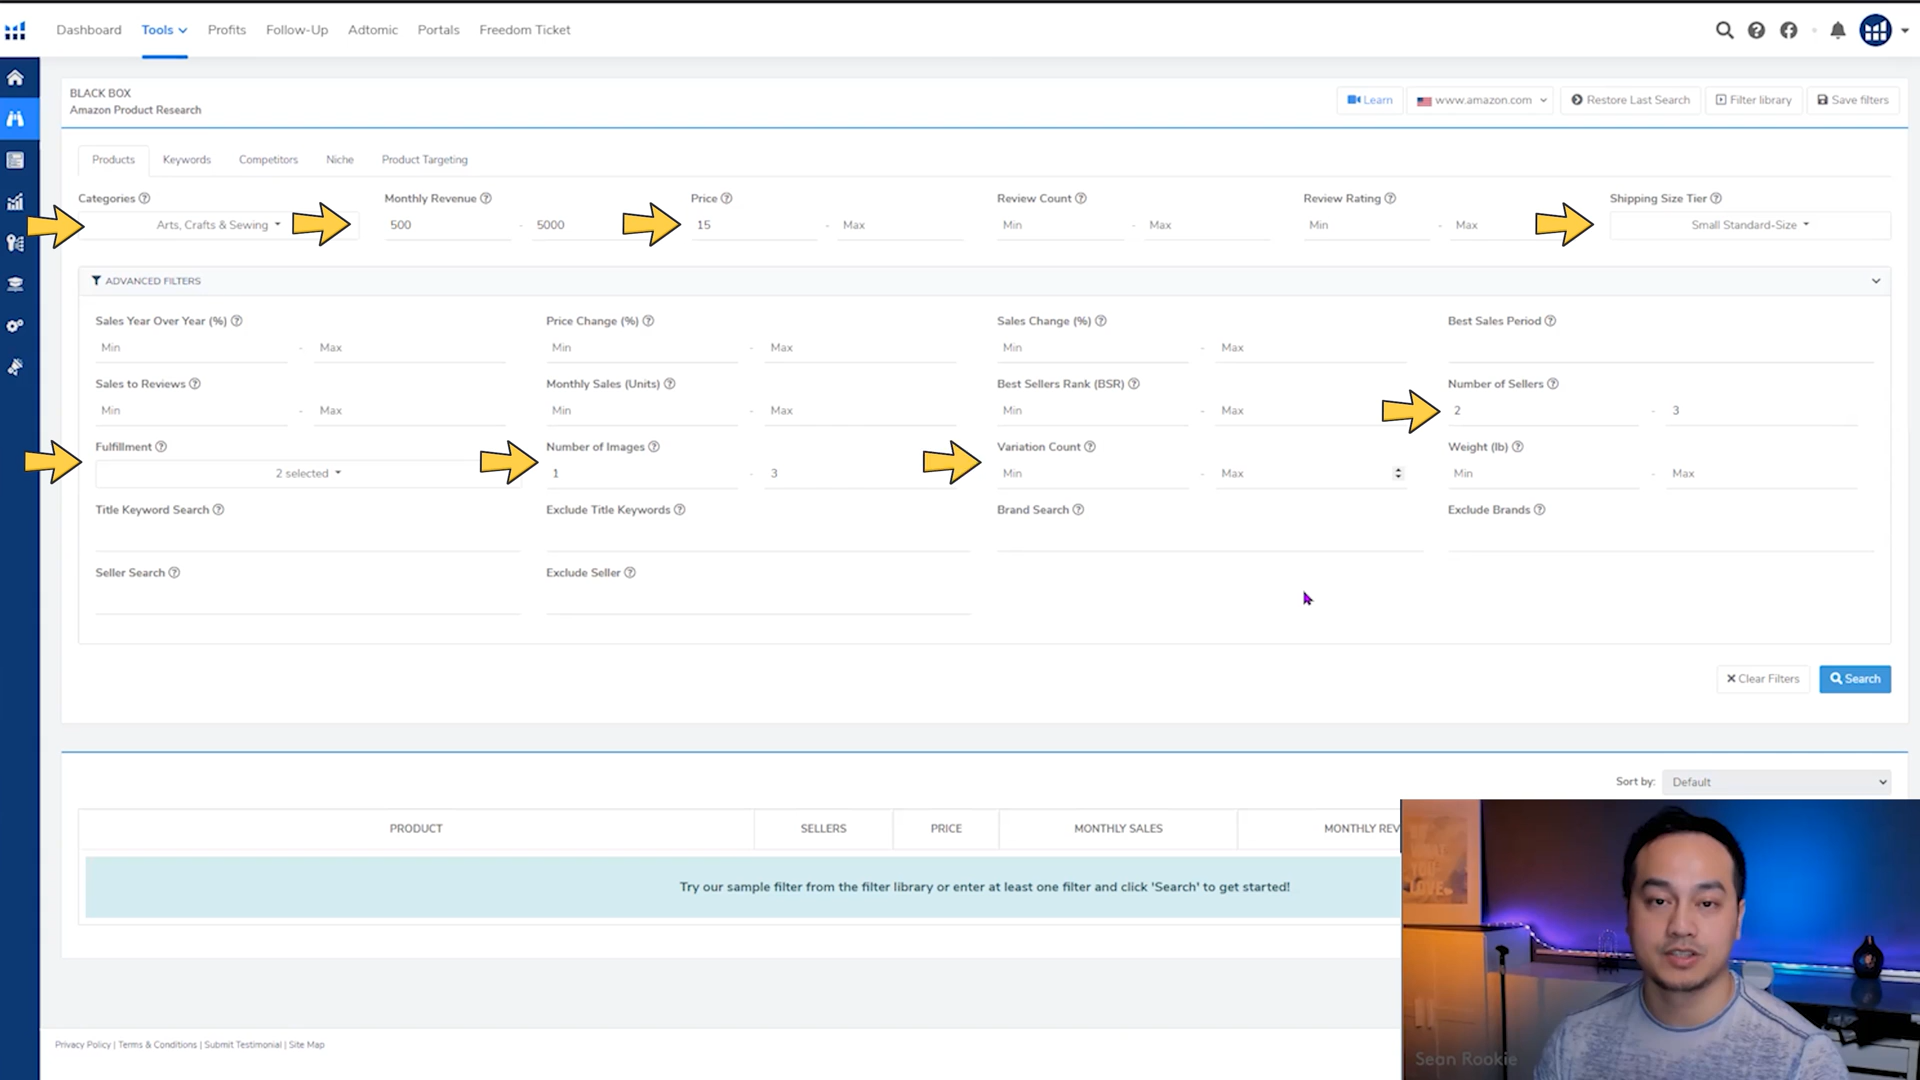 Dashboard Tools Profits Follow-Up Adtomic Portals Freedom Ticket
BLACK BOX
Amazon Product Research
Learn www.amazon.com Restore Last Search Filter library Save filters
Products Keywords Competitors Niche Product Targeting
Categories Monthly Revenue Price Review Count Review Rating Shipping Size Tier
Arts, Crafts & Sewing 500 - 5000 15 - Max Min - Max Min - Max Small Standard-Size
ADVANCED FILTERS
Sales Year Over Year (%) Price Change (%) Sales Change (%) Best Sales Period
Min - Max Min - Max Min - Max
Sales to Reviews Monthly Sales (Units) Best Sellers Rank (BSR) Number of Sellers
Min - Max Min - Max Min - Max 2 - 3
Fulfillment Number of Images Variation Count Weight (lb)
2 selected 1 - 3 Min - Max Min - Max
Title Keyword Search Exclude Title Keywords Brand Search Exclude Brands
Seller Search Exclude Seller
Clear Filters Search
Sort by: Default
PRODUCT SELLERS PRICE MONTHLY SALES MONTHLY REV
Try our sample filter from the filter library or enter at least one filter and click 'Search' to get started!
Privacy Policy | Terms & Conditions | Submit Testimonial | Site Map
Sean Rookie